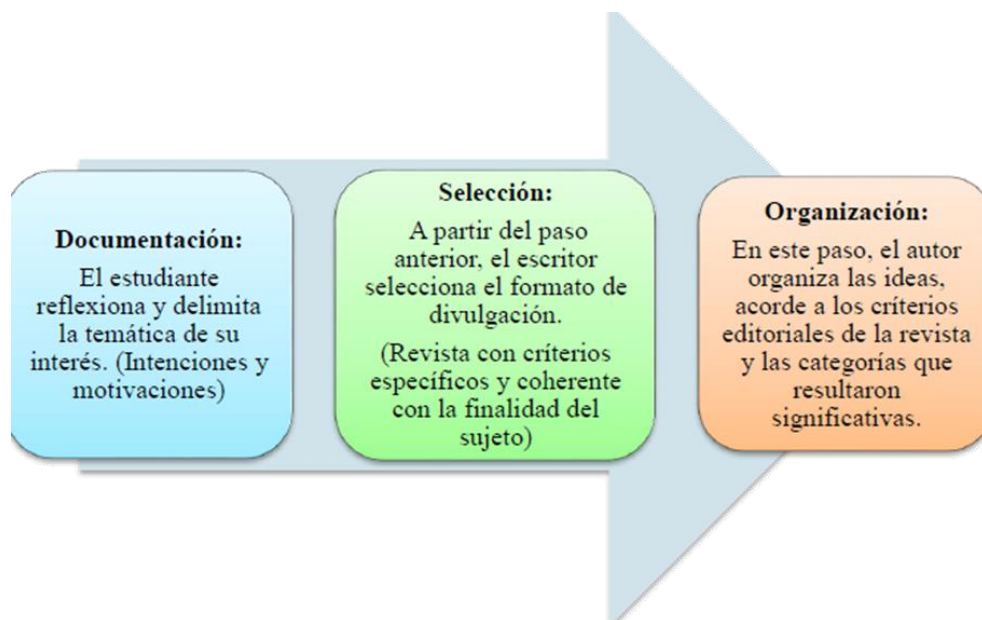 Documentación:
El estudiante
reflexiona y delimita
la temática de su
interés. (Intenciones y
motivaciones)
Selección:
A partir del paso
anterior, el escritor
selecciona el formato de
divulgación.
(Revista con críterios
específicos y coherente
con la finalidad del
sujeto)
Organización:
En este paso, el autor
organiza las ideas,
acorde a los críterios
editoriales de la revista
y las categorías que
resultaron
significativas.